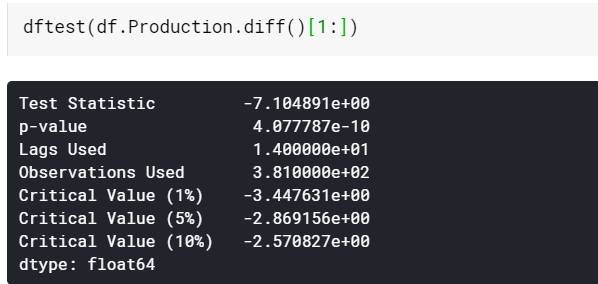 dftest(df.Production.diff()[1:])
Test Statistic -7.104891e+00
p-value 4.077787e-10
Lags Used 1.400000e+01
Observations Used 3.810000e+02
Critical Value (1%) -3.447631e+00
Critical Value (5%) -2.869156e+00
Critical Value (10%) -2.570827e+00
dtype: float64